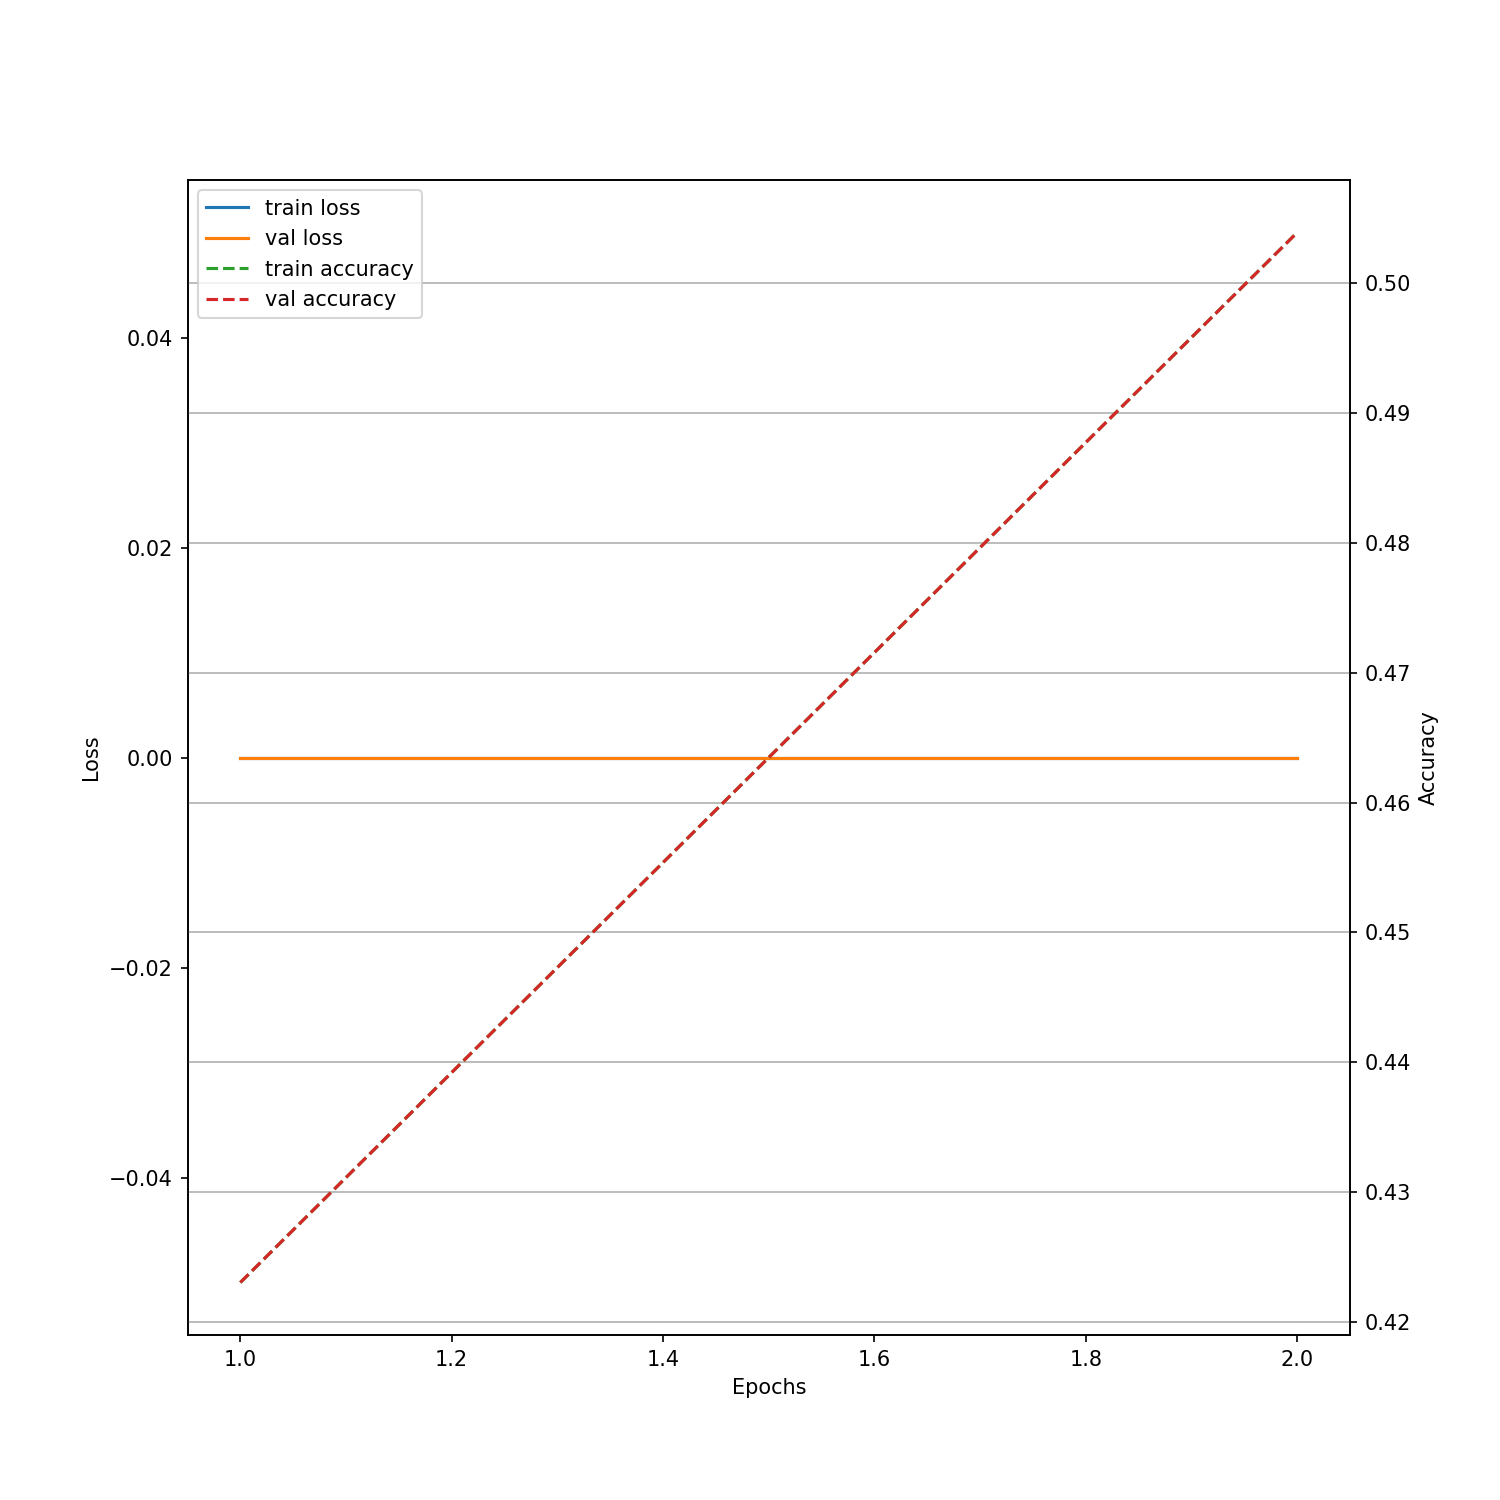 train loss
val loss
train accuracy
val accuracy
0.04
0.02
0.00
−0.02
−0.04
Loss
0.50
0.49
0.48
0.47
0.46
0.45
0.44
0.43
0.42
Accuracy
1.0 1.2 1.4 1.6 1.8 2.0
Epochs